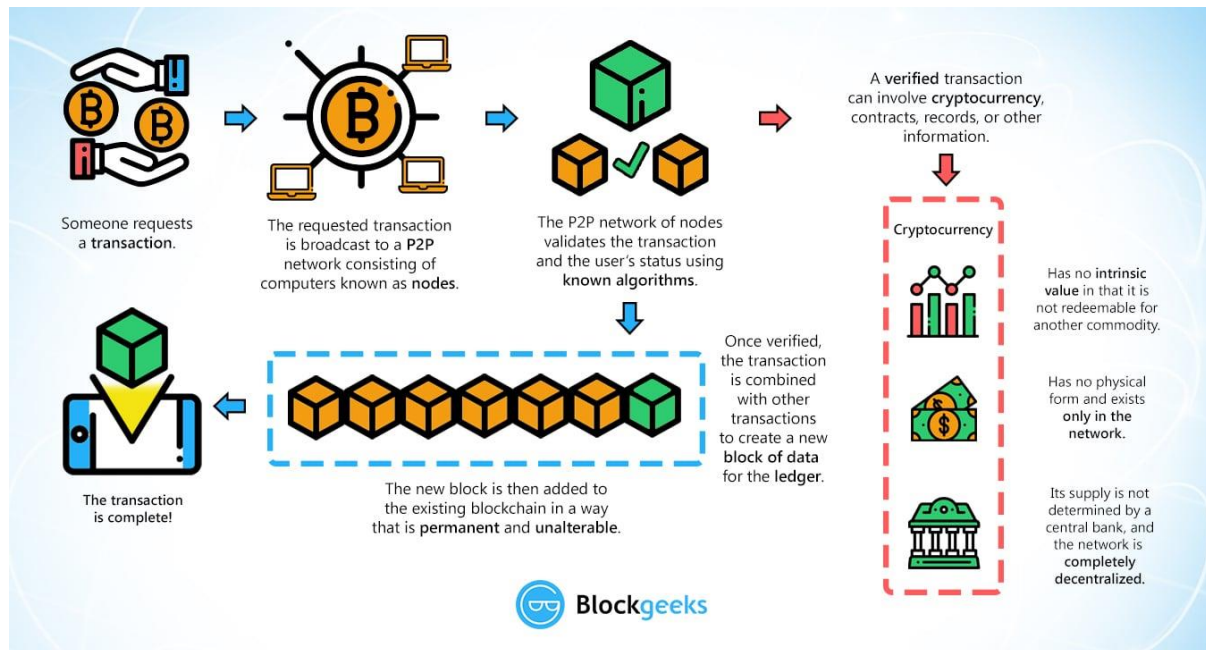 Someone requests
a transaction.
The requested transaction
is broadcast to a P2P
network consisting of
computers known as nodes.
The P2P network of nodes
validates the transaction
and the user's status using
known algorithms.
A verified transaction
can involve cryptocurrency,
contracts, records, or other
information.
Cryptocurrency
Has no intrinsic
value in that it is
not redeemable for
another commodity.
Has no physical
form and exists
only in the
network.
Its supply is not
determined by a
central bank, and
the network is
completely
decentralized.
Once verified,
the transaction
is combined
with other
transactions
to create a new
block of data
for the ledger.
The new block is then added to
the existing blockchain in a way
that is permanent and unalterable.
The transaction
is complete!
Blockgeeks